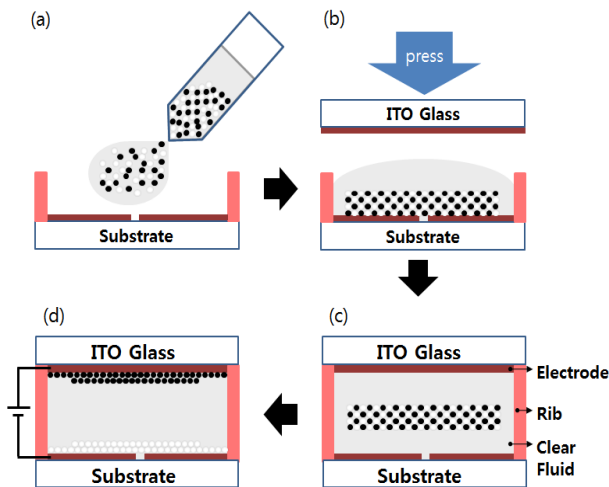 (a)
Substrate
(b)
press
ITO Glass
Substrate
(d)
ITO Glass
Substrate
(c)
ITO Glass
Substrate
Electrode
Rib
Clear
Fluid